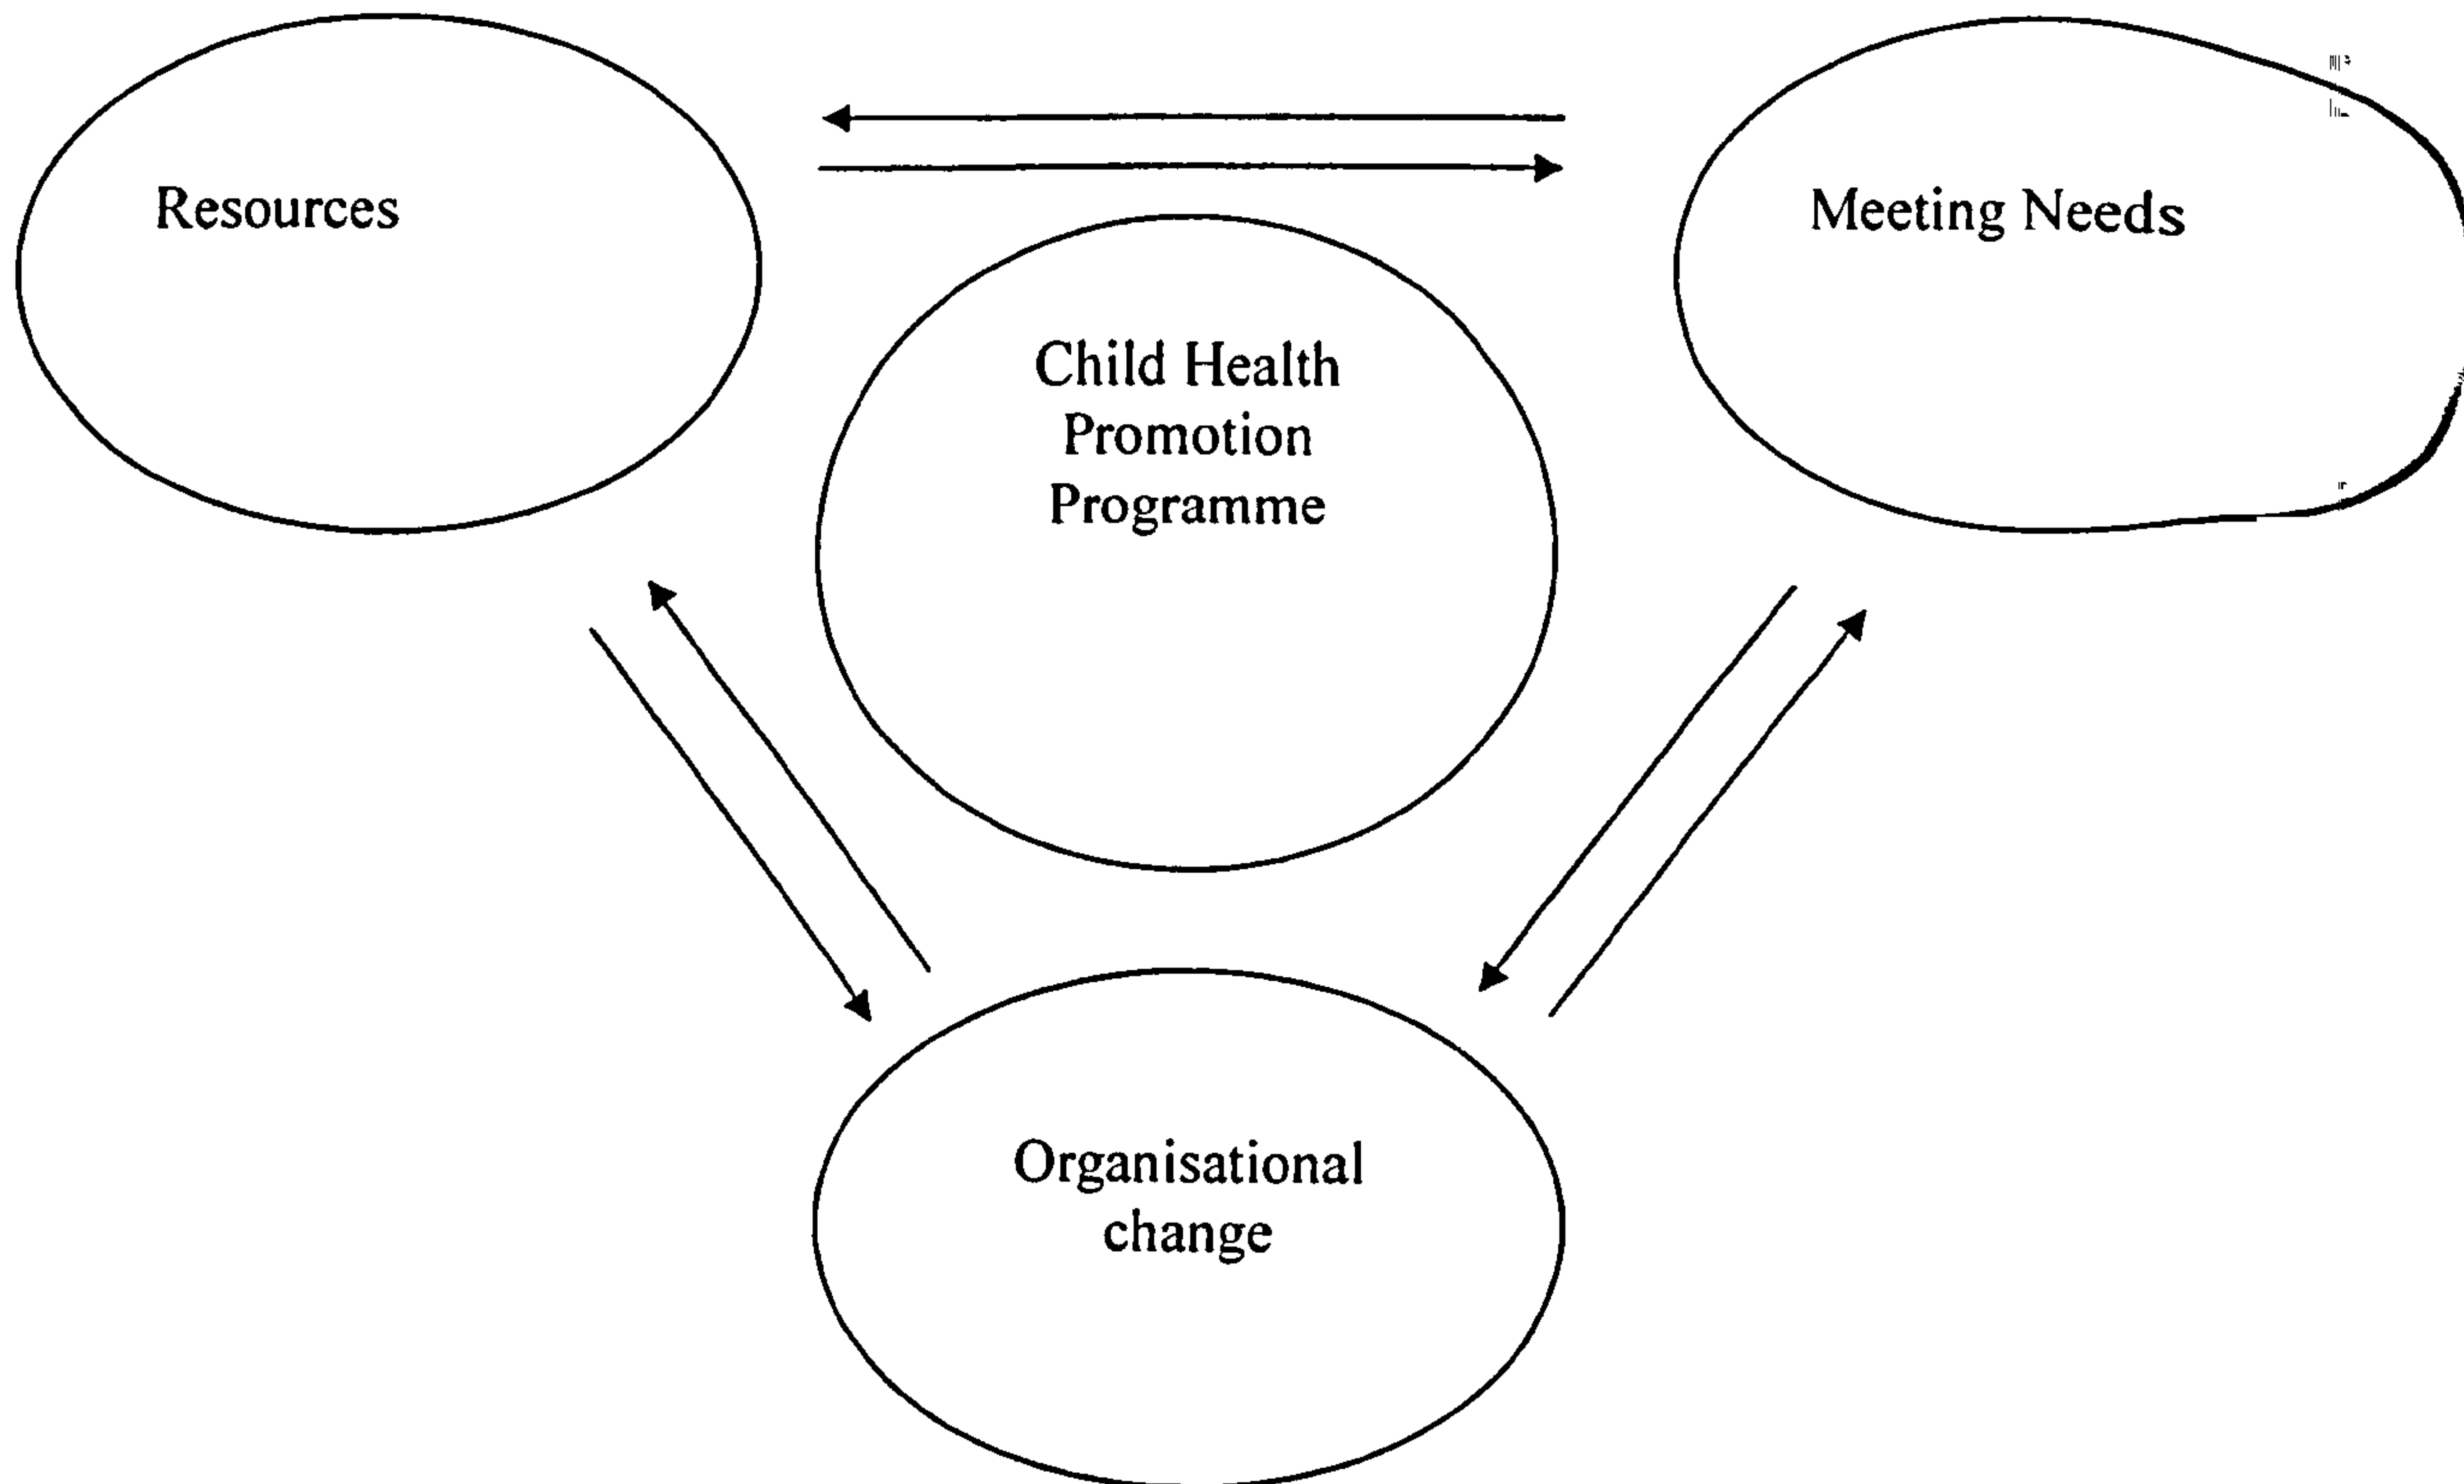 Resources
Meeting Needs
Child Health
Promotion
Programme
Organisational
change